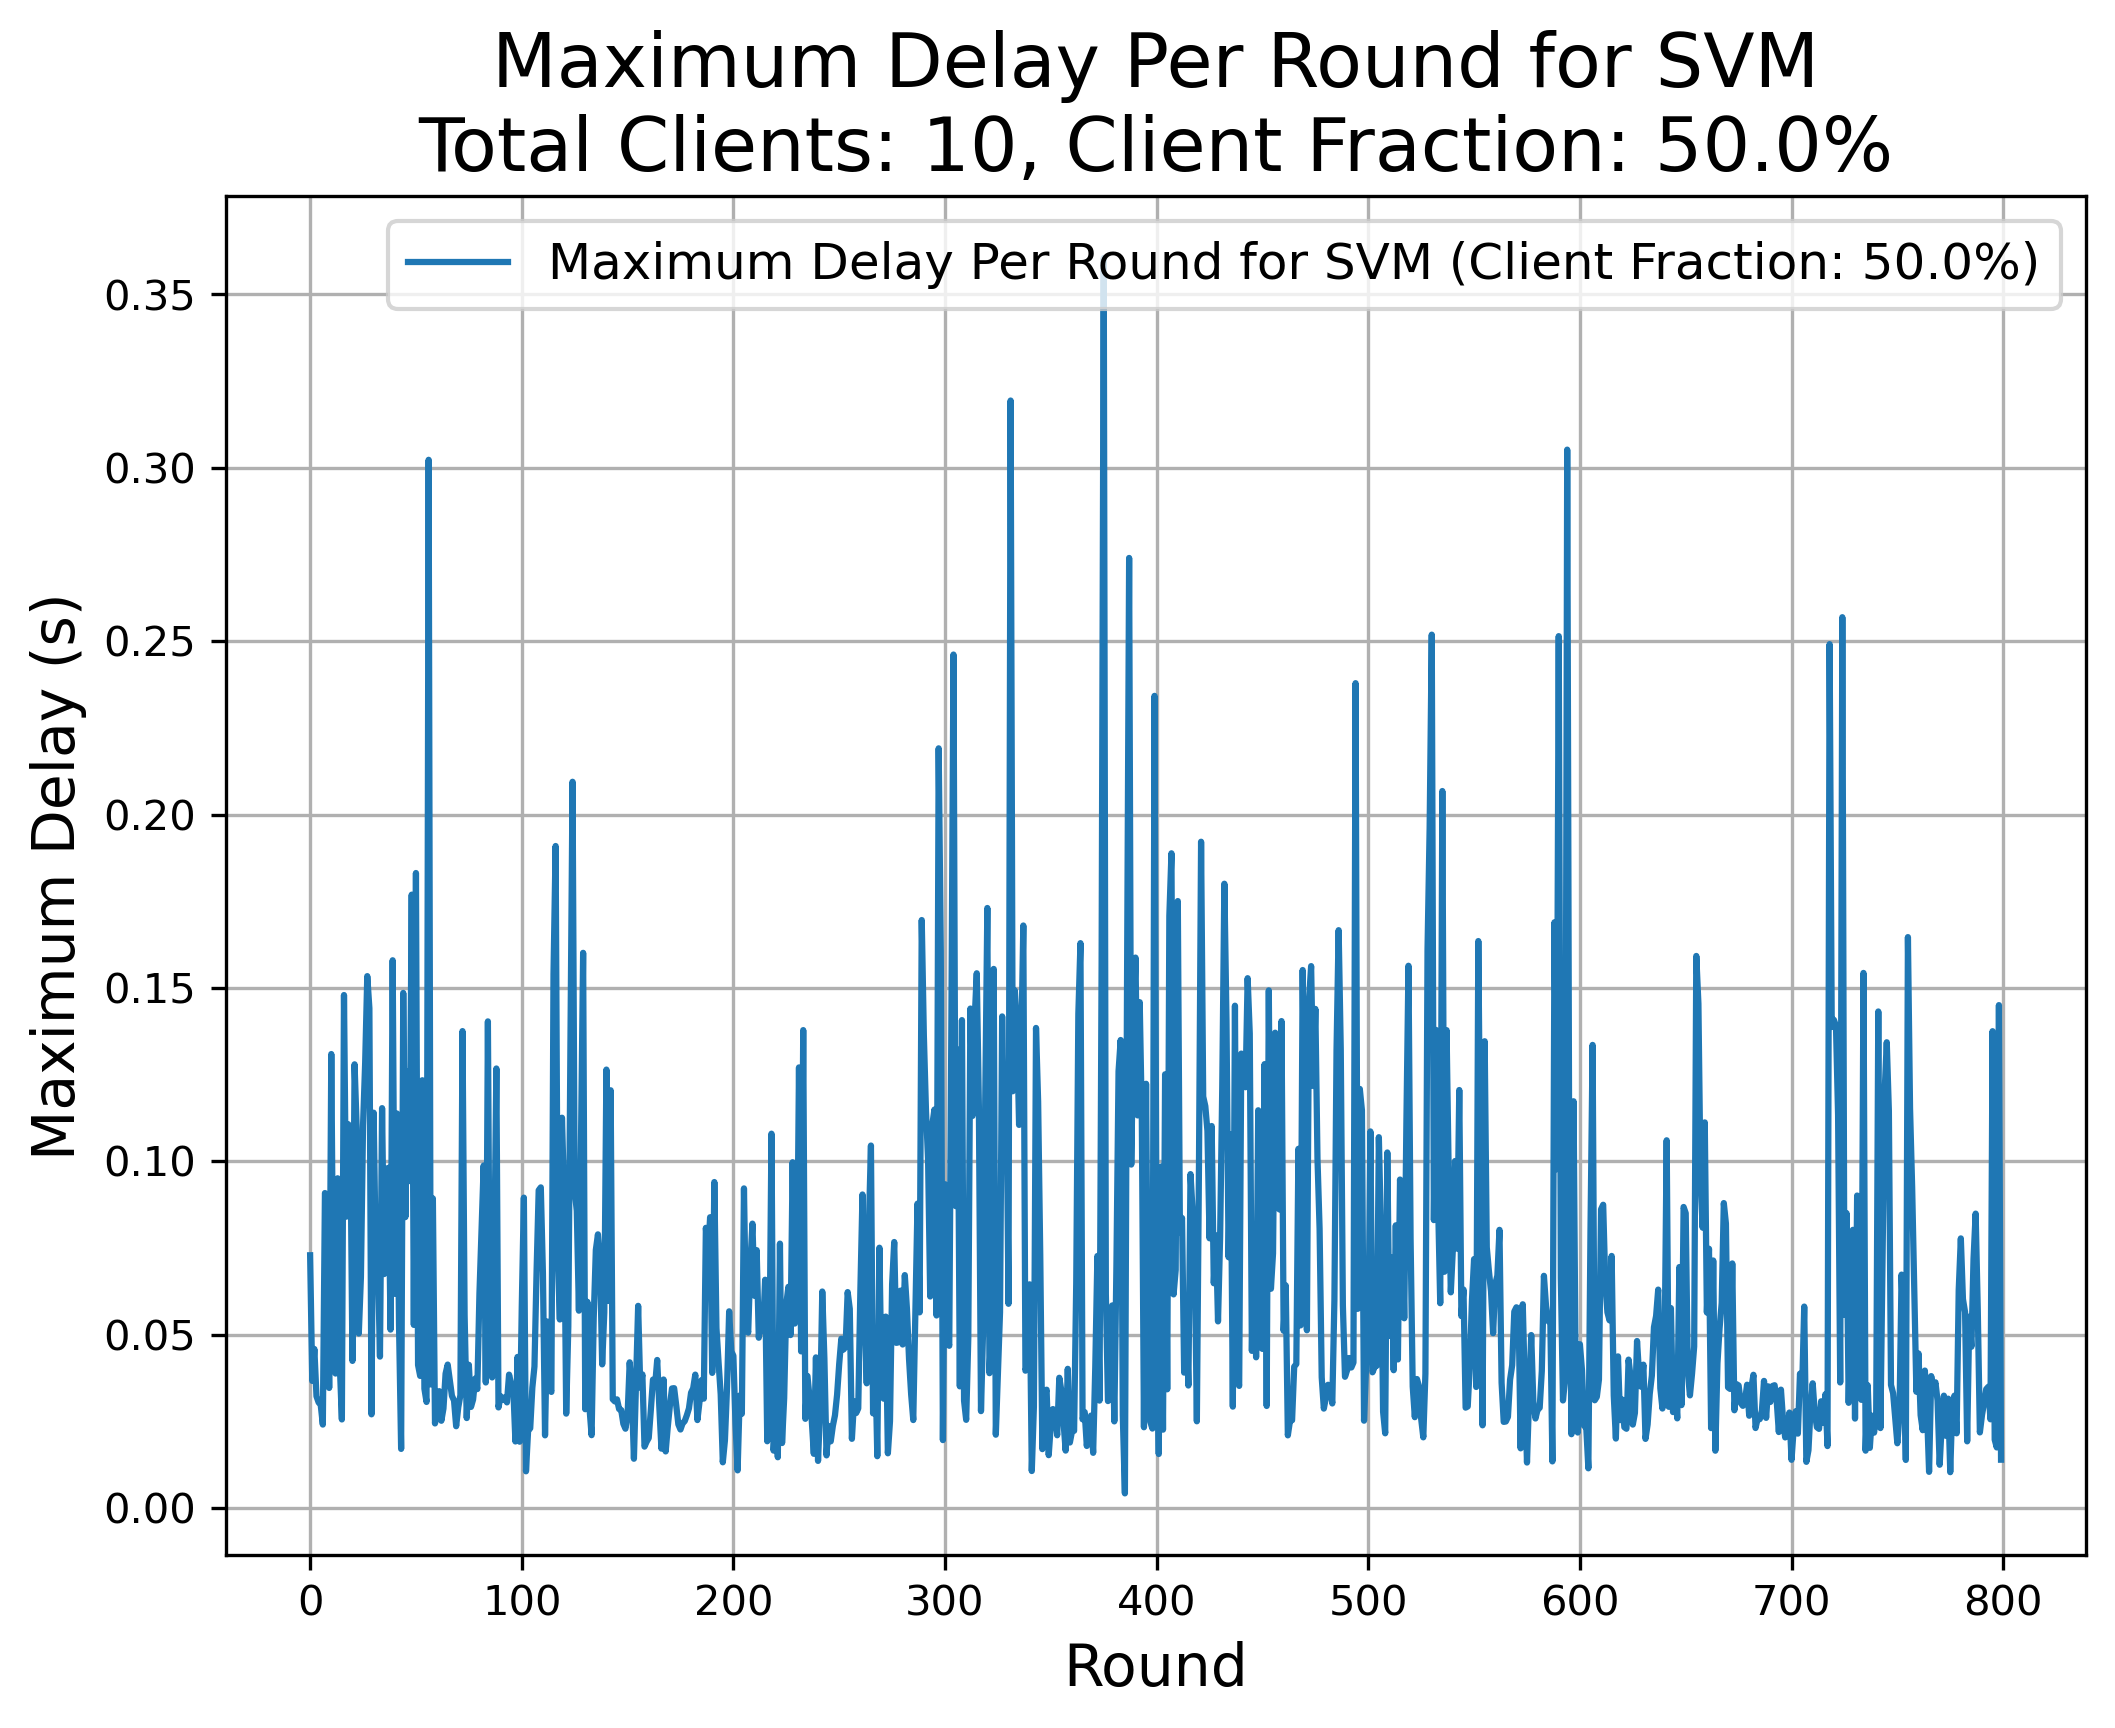 Maximum Delay Per Round for SVM
Total Clients: 10, Client Fraction: 50.0%
Maximum Delay Per Round for SVM (Client Fraction: 50.0%)
Maximum Delay (s)
0.35
0.30
0.25
0.20
0.15
0.10
0.05
0.00
0 100 200 300 400 500 600 700 800
Round